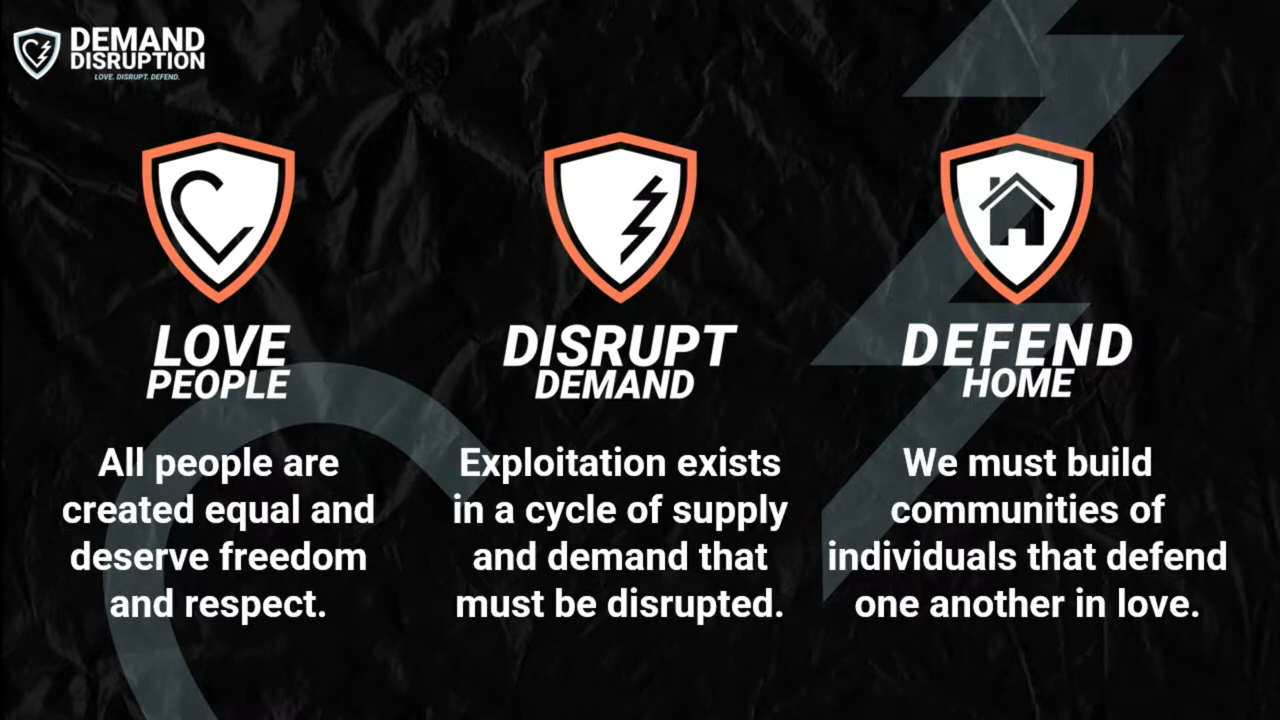 DEMAND
DISRUPTION
LOVE. DISRUPT. DEFEND.
LOVE
PEOPLE
All people are
created equal and
deserve freedom
and respect.
DISRUPT
DEMAND
Exploitation exists
in a cycle of supply
and demand that
must be disrupted.
DEFEND
HOME
We must build
communities of
individuals that defend
one another in love.